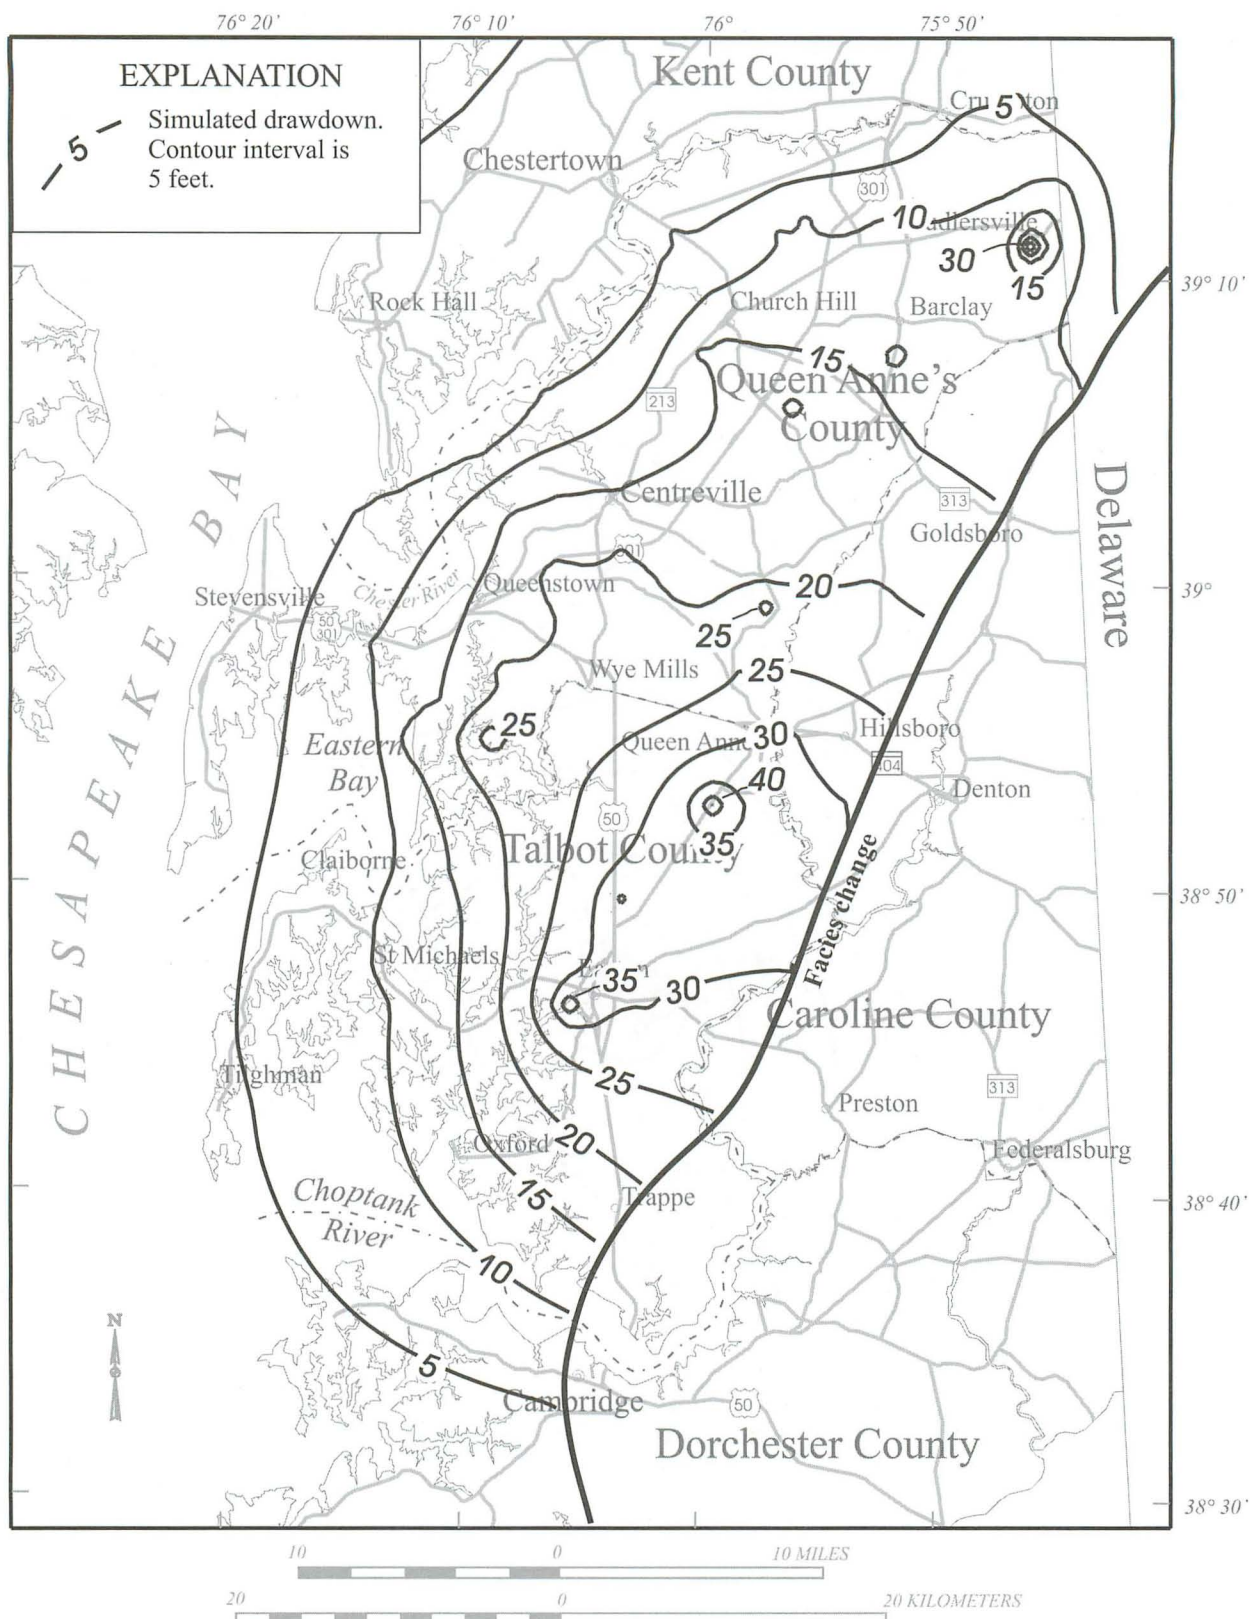 76° 20' 76° 10' 76° 75° 50'
EXPLANATION
5 Simulated drawdown.
Contour interval is
5 feet.
Kent County
5
Chestertown
301
10
30
15
39° 10'
Rock Hall
Church Hill
Barclay
15
Queen Anne's
County
213
CHESAPEAKE BAY
Centreville
313
Goldsboro
Delaware
301
Queenstown
20
39°
Stevensville
Chester River
50
301
25
Wye Mills
25
25
Hillsboro
30
Eastern
Bay
404
40
Denton
50
35
Talbot County
Claiborne
Facies change
38° 50'
St Michaels
35
30
Caroline County
Tilghman
25
313
Preston
20
Oxford
Federalsburg
15
Trappe
38° 40'
Choptank
River
10
N
5
Cambridge
50
Dorchester County
38° 30'
10 0 10 MILES
20 0 20 KILOMETERS